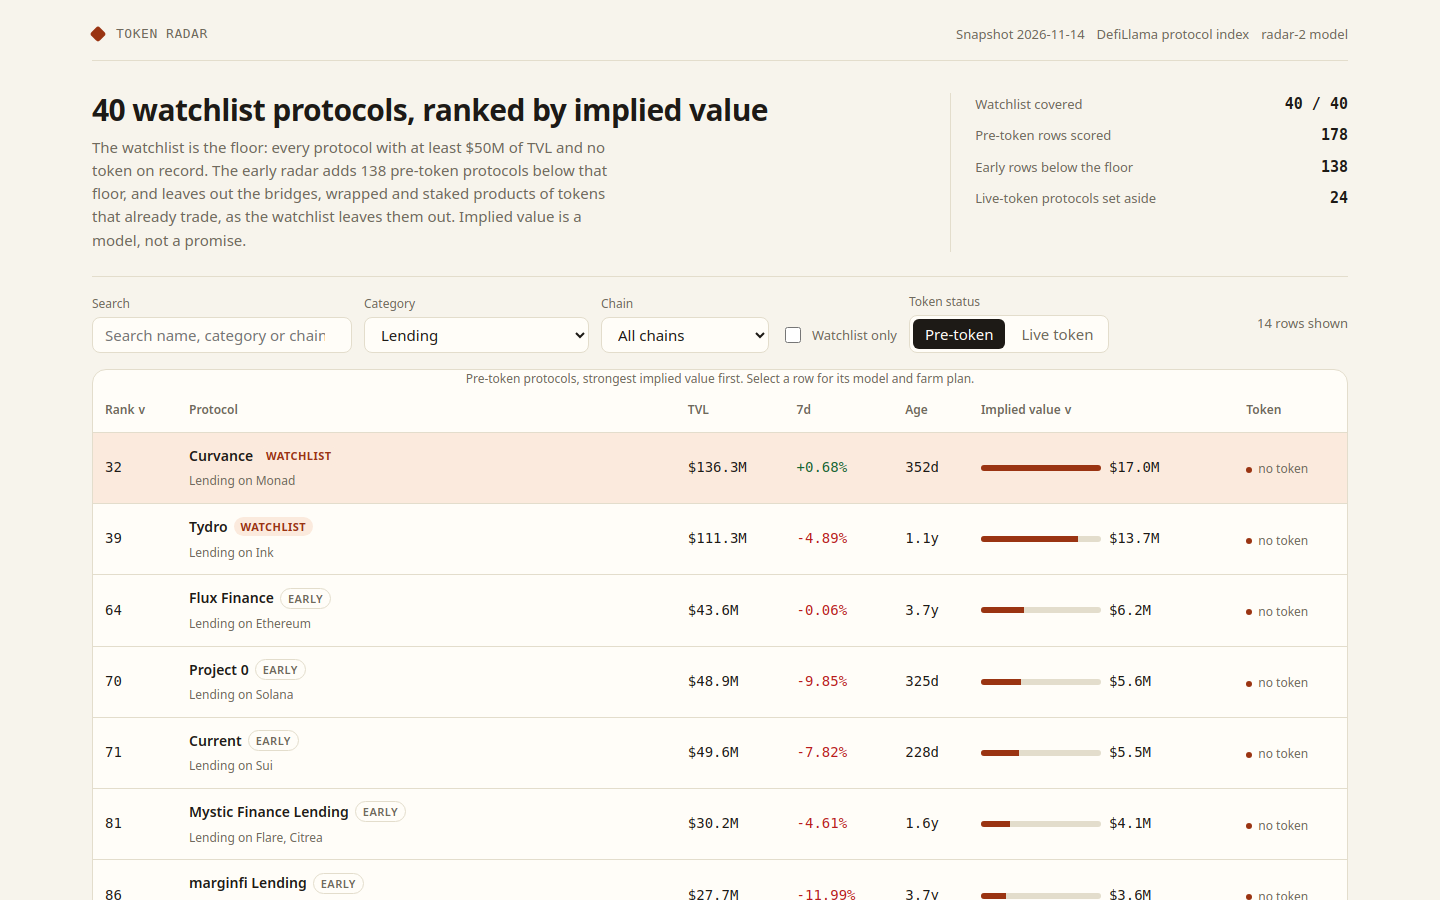 TOKEN RADAR
Snapshot 2026-11-14 DefiLlama protocol index radar-2 model
40 watchlist protocols, ranked by implied value
The watchlist is the floor: every protocol with at least $50M of TVL and no
token on record. The early radar adds 138 pre-token protocols below that
floor, and leaves out the bridges, wrapped and staked products of tokens
that already trade, as the watchlist leaves them out. Implied value is a
model, not a promise.
Watchlist covered 40 / 40
Pre-token rows scored 178
Early rows below the floor 138
Live-token protocols set aside 24
Search
Search name, category or chain
Category
Lending
Chain
All chains
Watchlist only
Token status
Pre-token Live token
14 rows shown
Pre-token protocols, strongest implied value first. Select a row for its model and farm plan.
Rank v Protocol TVL 7d Age Implied value v Token
32 Curvance WATCHLIST $136.3M +0.68% 352d $17.0M no token
Lending on Monad
39 Tydro WATCHLIST $111.3M -4.89% 1.1y $13.7M no token
Lending on Ink
64 Flux Finance EARLY $43.6M -0.06% 3.7y $6.2M no token
Lending on Ethereum
70 Project 0 EARLY $48.9M -9.85% 325d $5.6M no token
Lending on Solana
71 Current EARLY $49.6M -7.82% 228d $5.5M no token
Lending on Sui
81 Mystic Finance Lending EARLY $30.2M -4.61% 1.6y $4.1M no token
Lending on Flare, Citrea
86 marginfi Lending EARLY $27.7M -11.99% 3.7y $3.6M no token